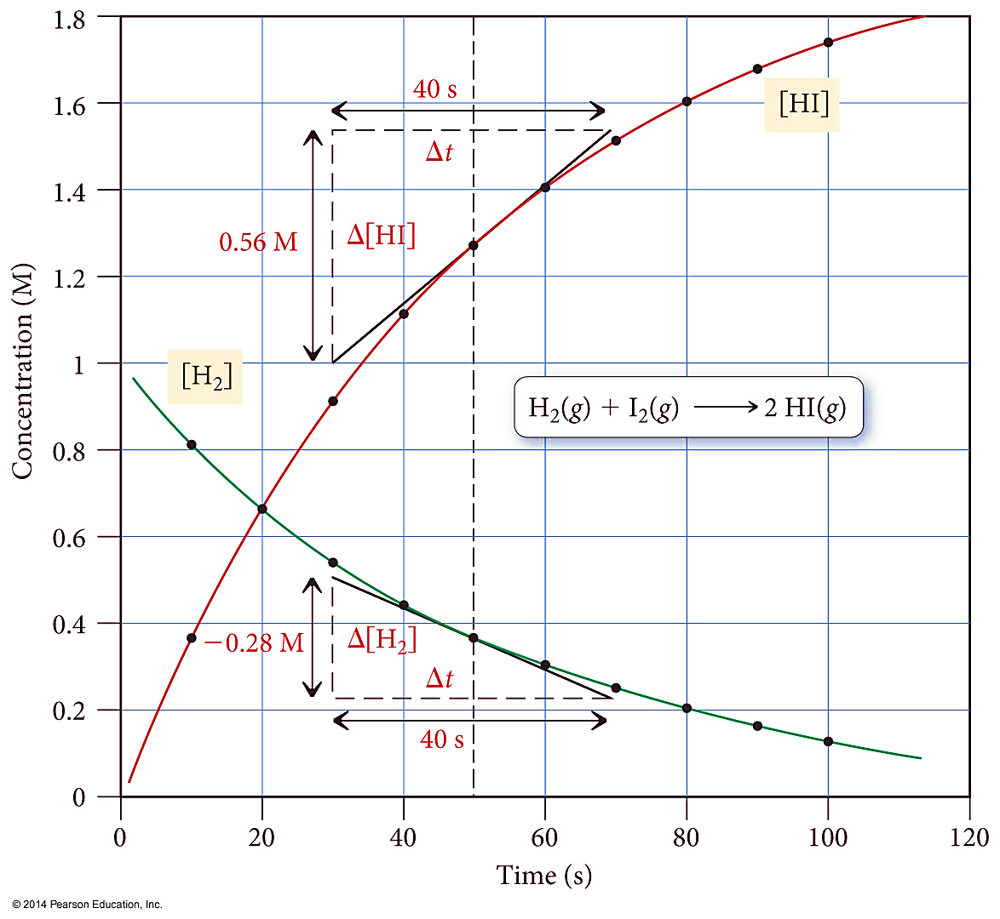 1.8
40 s
[HI]
1.6
Δt
1.4
0.56 M
Δ[HI]
1.2
Concentration (M)
1
[H₂]
H₂(g) + I₂(g) ⟶ 2 HI(g)
0.8
0.6
0.4
−0.28 M
Δ[H₂]
Δt
0.2
40 s
0
0 20 40 60 80 100 120
Time (s)
© 2014 Pearson Education, Inc.